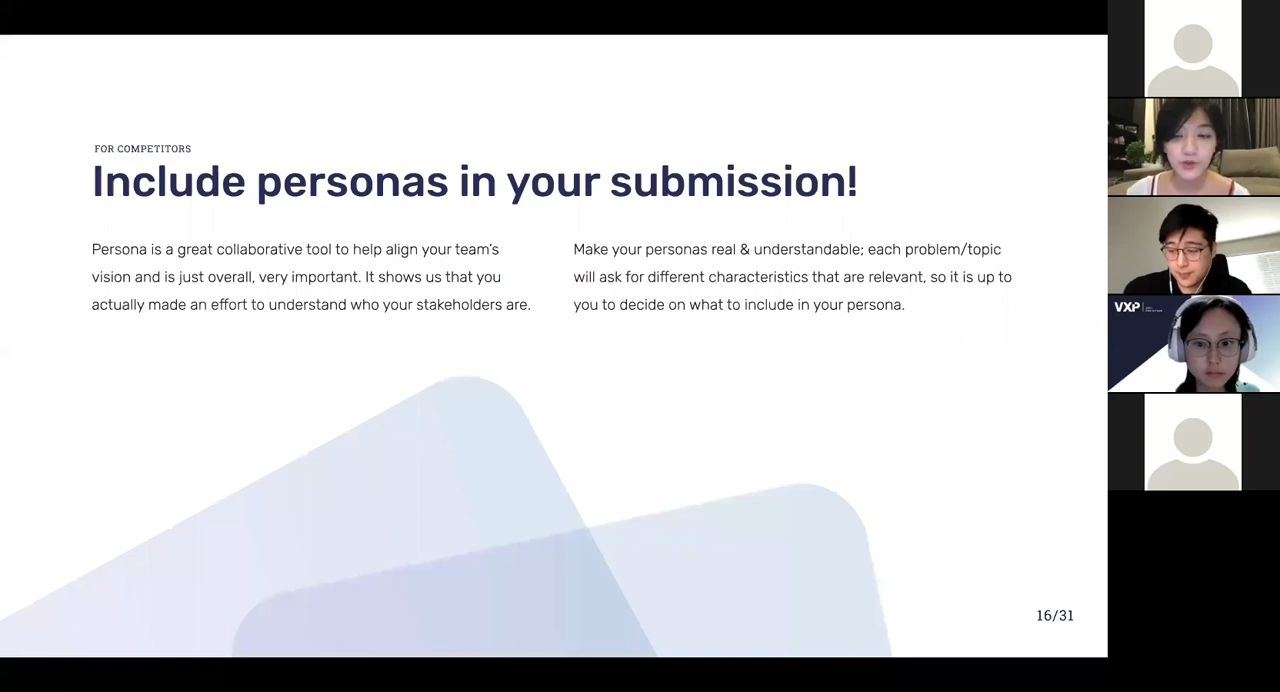 FOR COMPETITORS
Include personas in your submission!
Persona is a great collaborative tool to help align your team's
vision and is just overall, very important. It shows us that you
actually made an effort to understand who your stakeholders are.
Make your personas real & understandable; each problem/topic
will ask for different characteristics that are relevant, so it is up to
you to decide on what to include in your persona.
16/31
VXP